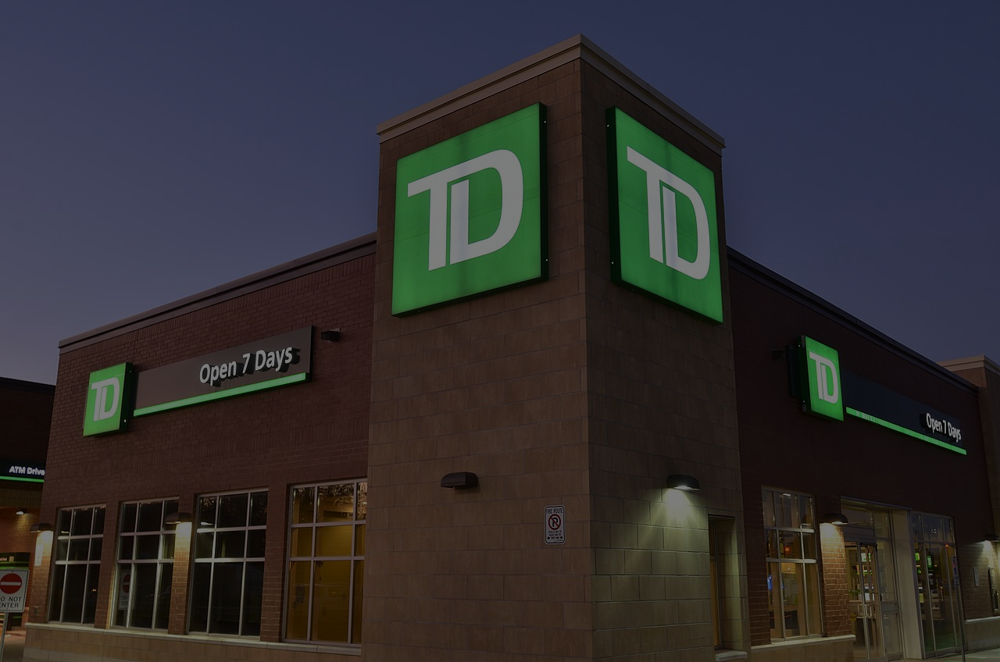 TD
TD
TD
Open 7 Days
TD
Open 7 Days
ATM Drive
FIRE ROUTE
DO NOT
ENTER